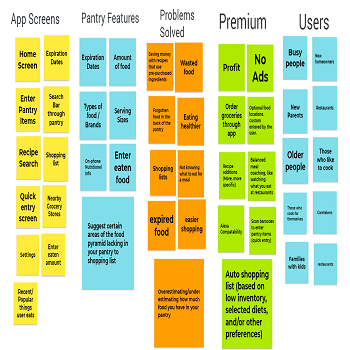 App Screens
Pantry Features
Problems
Solved
Premium
Users
Home
Screen
Expiration
Dates
Enter
Pantry
Items
Search
Bar through
pantry
Recipe
Search
Shopping
list
Quick
entry
screen
Nearby
Grocery
Stores
Settings
Enter
eaten
amount
Recent/
Popular
things
user eats
Expiration
Dates
Amount
of food
Types of
food /
Brands
Serving
Sizes
On-phone
Nutritional
Info
Enter
eaten
food
Suggest certain
areas of the food
pyramid lacking in
your pantry to
shopping list
Saving money
with recipes
that use
pre-purchased
ingredients
Wasted
food
Forgotten
food in the
back of the
pantry
Eating
healthier
Shopping
lists
Not knowing
what to eat for a
meal
expired
food
easier
shopping
Overestimating/under
estimating how much
food you have in your
pantry
Profit
No
Ads
Order
groceries
through
app
Optional food
locations
custom
entered by the
user.
Recipe
additions
(More, more
specific)
Balanced
meal
coaching, like
watching what
you eat at
restaurants
Alexa
Compatability
Scan barcodes
to enter pantry
items (quick
entry)
Auto shopping
list (based on
low inventory,
selected diets,
and/or other
preferences)
Busy
people
New
homeowners
New
Parents
Restaurants
Older
people
Those
who like
to cook
Those who
cook for
themselves
Caretakers
Families with
kids
restaurants